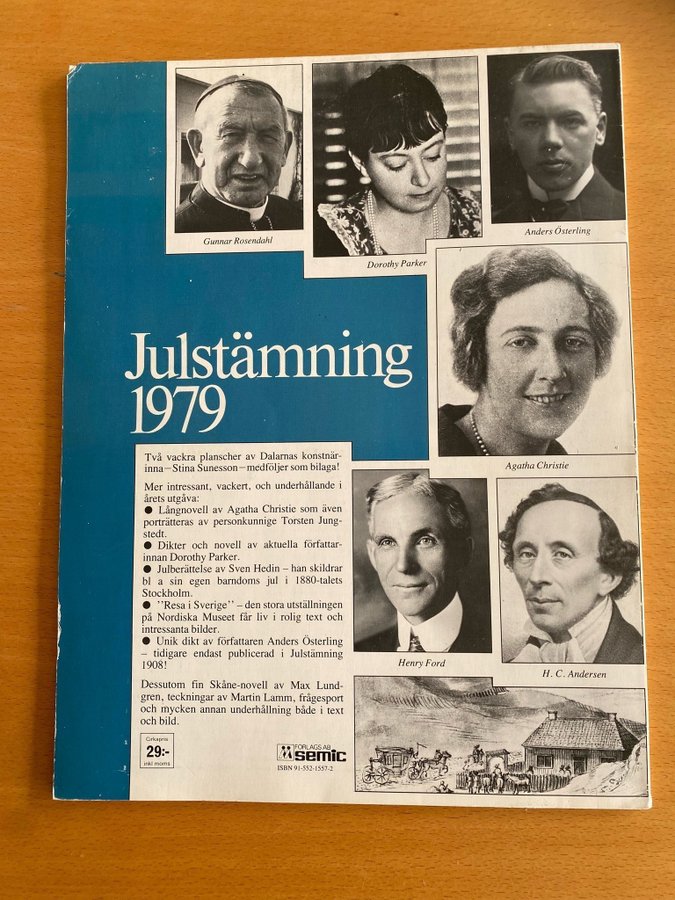 Gunnar Rosendahl
Dorothy Parker
Anders Österling
Julstämning
1979
Agatha Christie
Två vackra planscher av Dalarnas konstnär-
inna—Stina Sunesson—medföljer som bilaga!
Mer intressant, vackert, och underhållande i
årets utgåva:
● Långnovell av Agatha Christie som även
porträtteras av personkunnige Torsten Jung-
stedt.
● Dikter och novell av aktuella författar-
innan Dorothy Parker.
● Julberättelse av Sven Hedin – han skildrar
bl a sin egen barndoms jul i 1880-talets
Stockholm.
● ’’Resa i Sverige’’ – den stora utställningen
på Nordiska Museet får liv i rolig text och
intressanta bilder.
● Unik dikt av författaren Anders Österling
– tidigare endast publicerad i Julstämning
1908!
Dessutom fin Skåne-novell av Max Lund-
gren, teckningar av Martin Lamm, frågesport
och mycken annan underhållning både i text
och bild.
Henry Ford
H. C. Andersen
Cirkapris
29:-
inkl moms
FÖRLAGS AB
semic
ISBN 91-552-1557-2